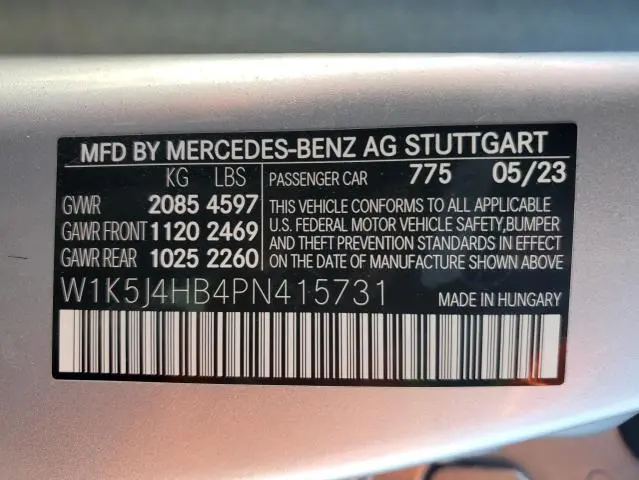 MFD BY MERCEDES-BENZ AG STUTTGART
KG LBS
GVWR 2085 4597
GAWR FRONT 1120 2469
GAWR REAR 1025 2260
PASSENGER CAR 775 05/23
THIS VEHICLE CONFORMS TO ALL APPLICABLE
U.S. FEDERAL MOTOR VEHICLE SAFETY,BUMPER
AND THEFT PREVENTION STANDARDS IN EFFECT
ON THE DATE OF MANUFACTURE SHOWN ABOVE
W1K5J4HB4PN415731 MADE IN HUNGARY